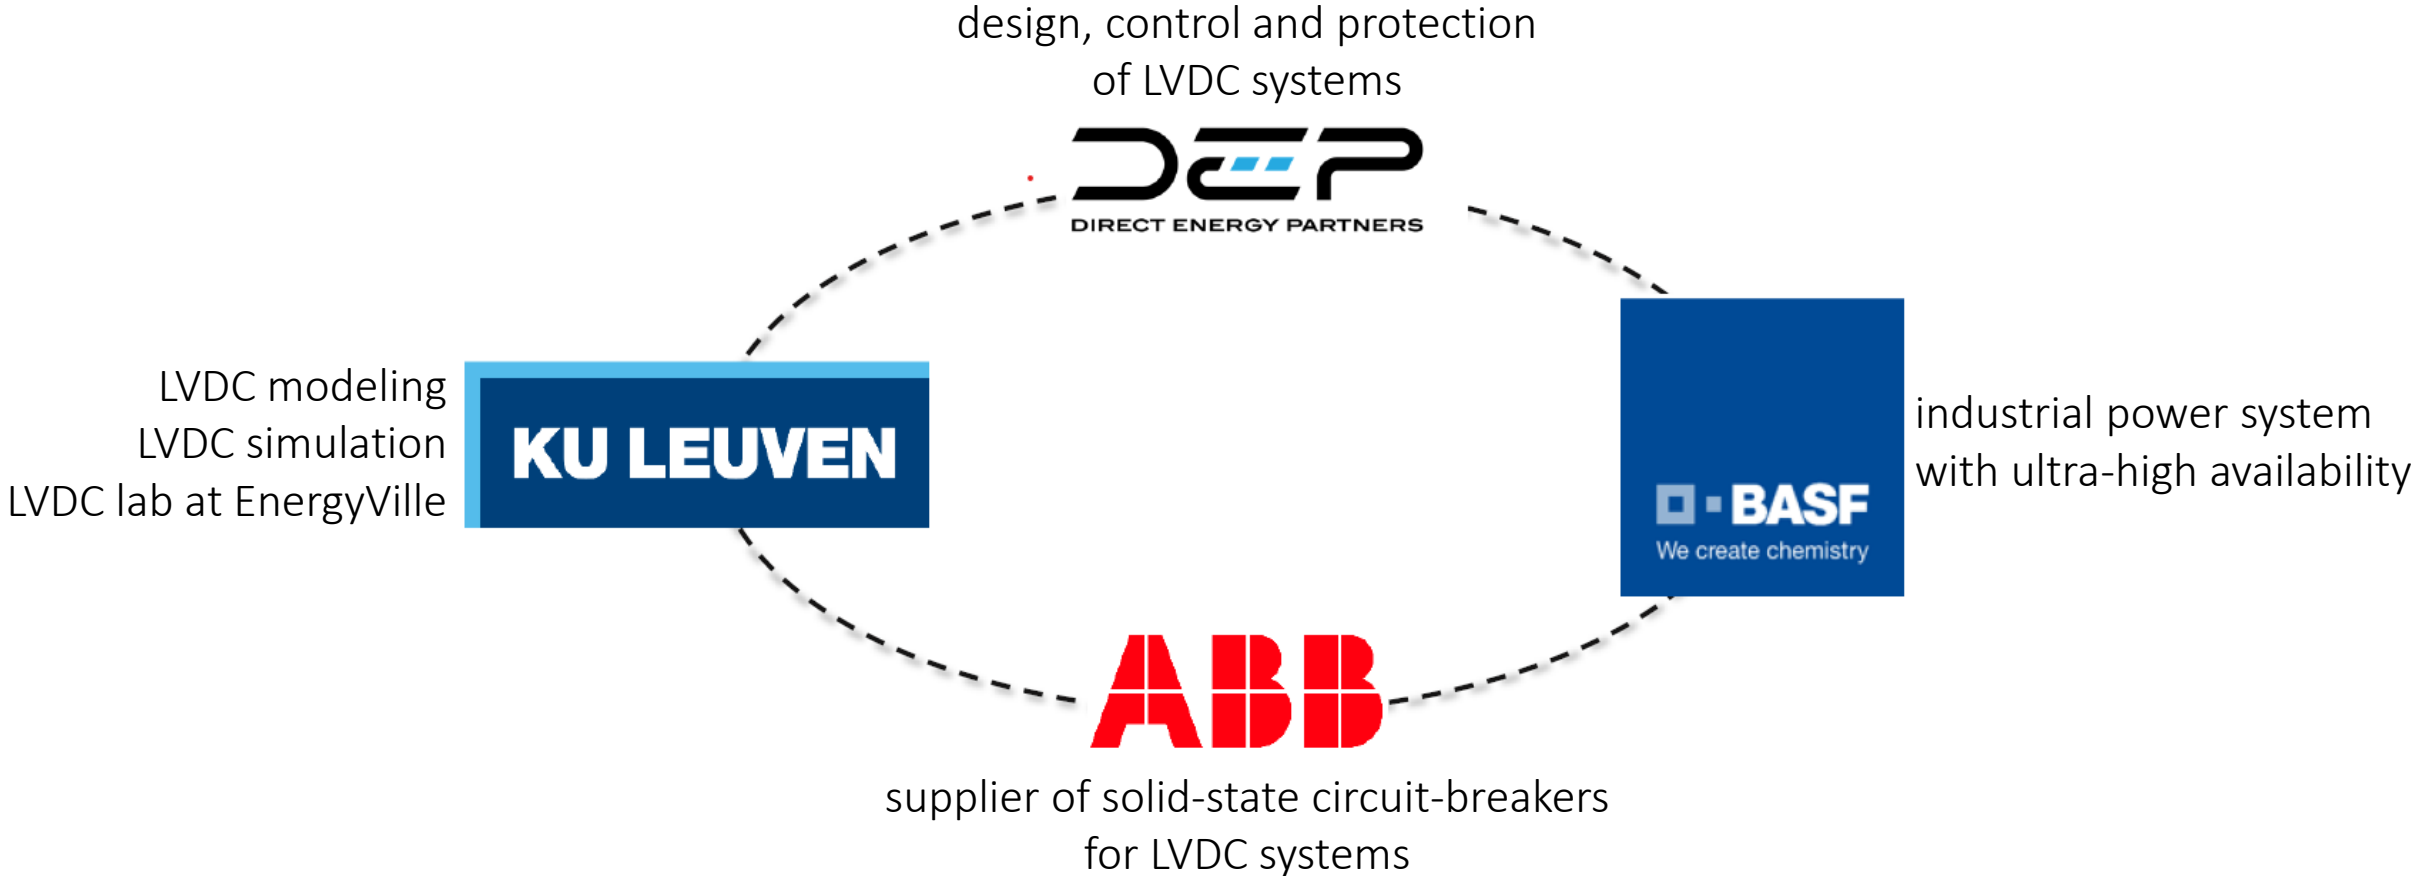 design, control and protection
of LVDC systems
DEP
DIRECT ENERGY PARTNERS
LVDC modeling
LVDC simulation
LVDC lab at EnergyVille
KU LEUVEN
BASF
We create chemistry
industrial power system
with ultra-high availability
ABB
supplier of solid-state circuit-breakers
for LVDC systems